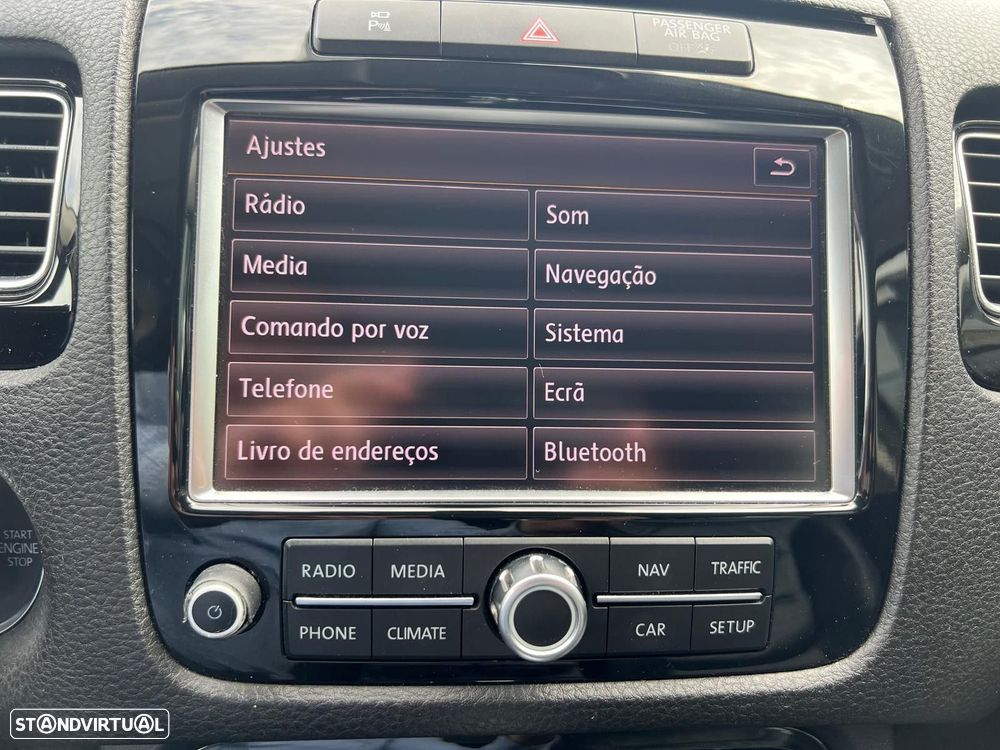 P
PASSENGER
AIR BAG
OFF
Ajustes
Rádio
Som
Media
Navegação
Comando por voz
Sistema
Telefone
Ecrã
Livro de endereços
Bluetooth
START
ENGINE
STOP
RADIO
MEDIA
NAV
TRAFFIC
PHONE
CLIMATE
CAR
SETUP
STANDVIRTUAL